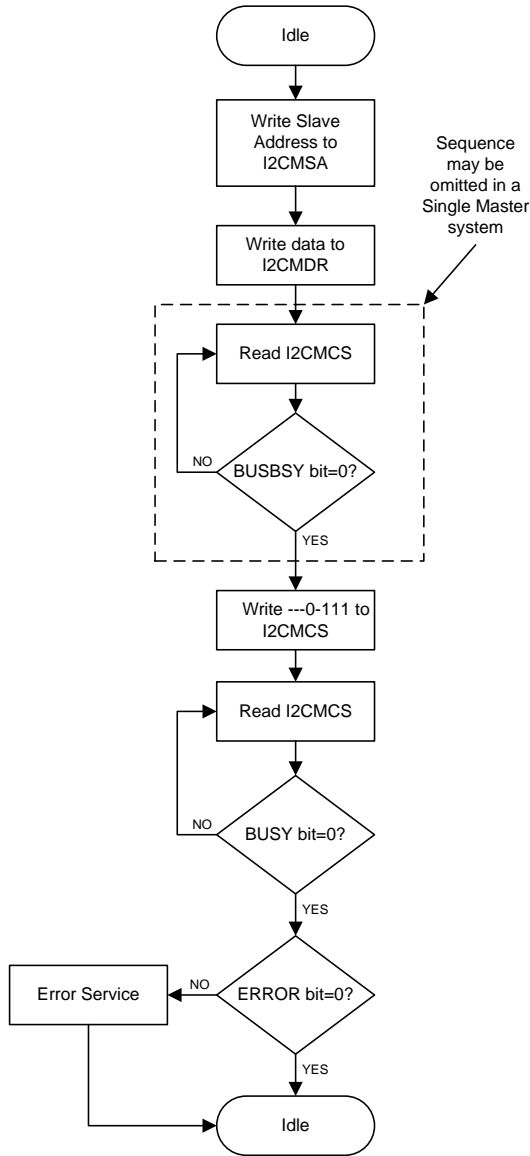 Idle
Write Slave
Address to
I2CMSA
Sequence
may be
omitted in a
Single Master
system
Write data to
I2CMDR
Read I2CMCS
NO
BUSBSY bit=0?
YES
Write ---0-111 to
I2CMCS
Read I2CMCS
NO
BUSY bit=0?
YES
Error Service
NO
ERROR bit=0?
YES
Idle